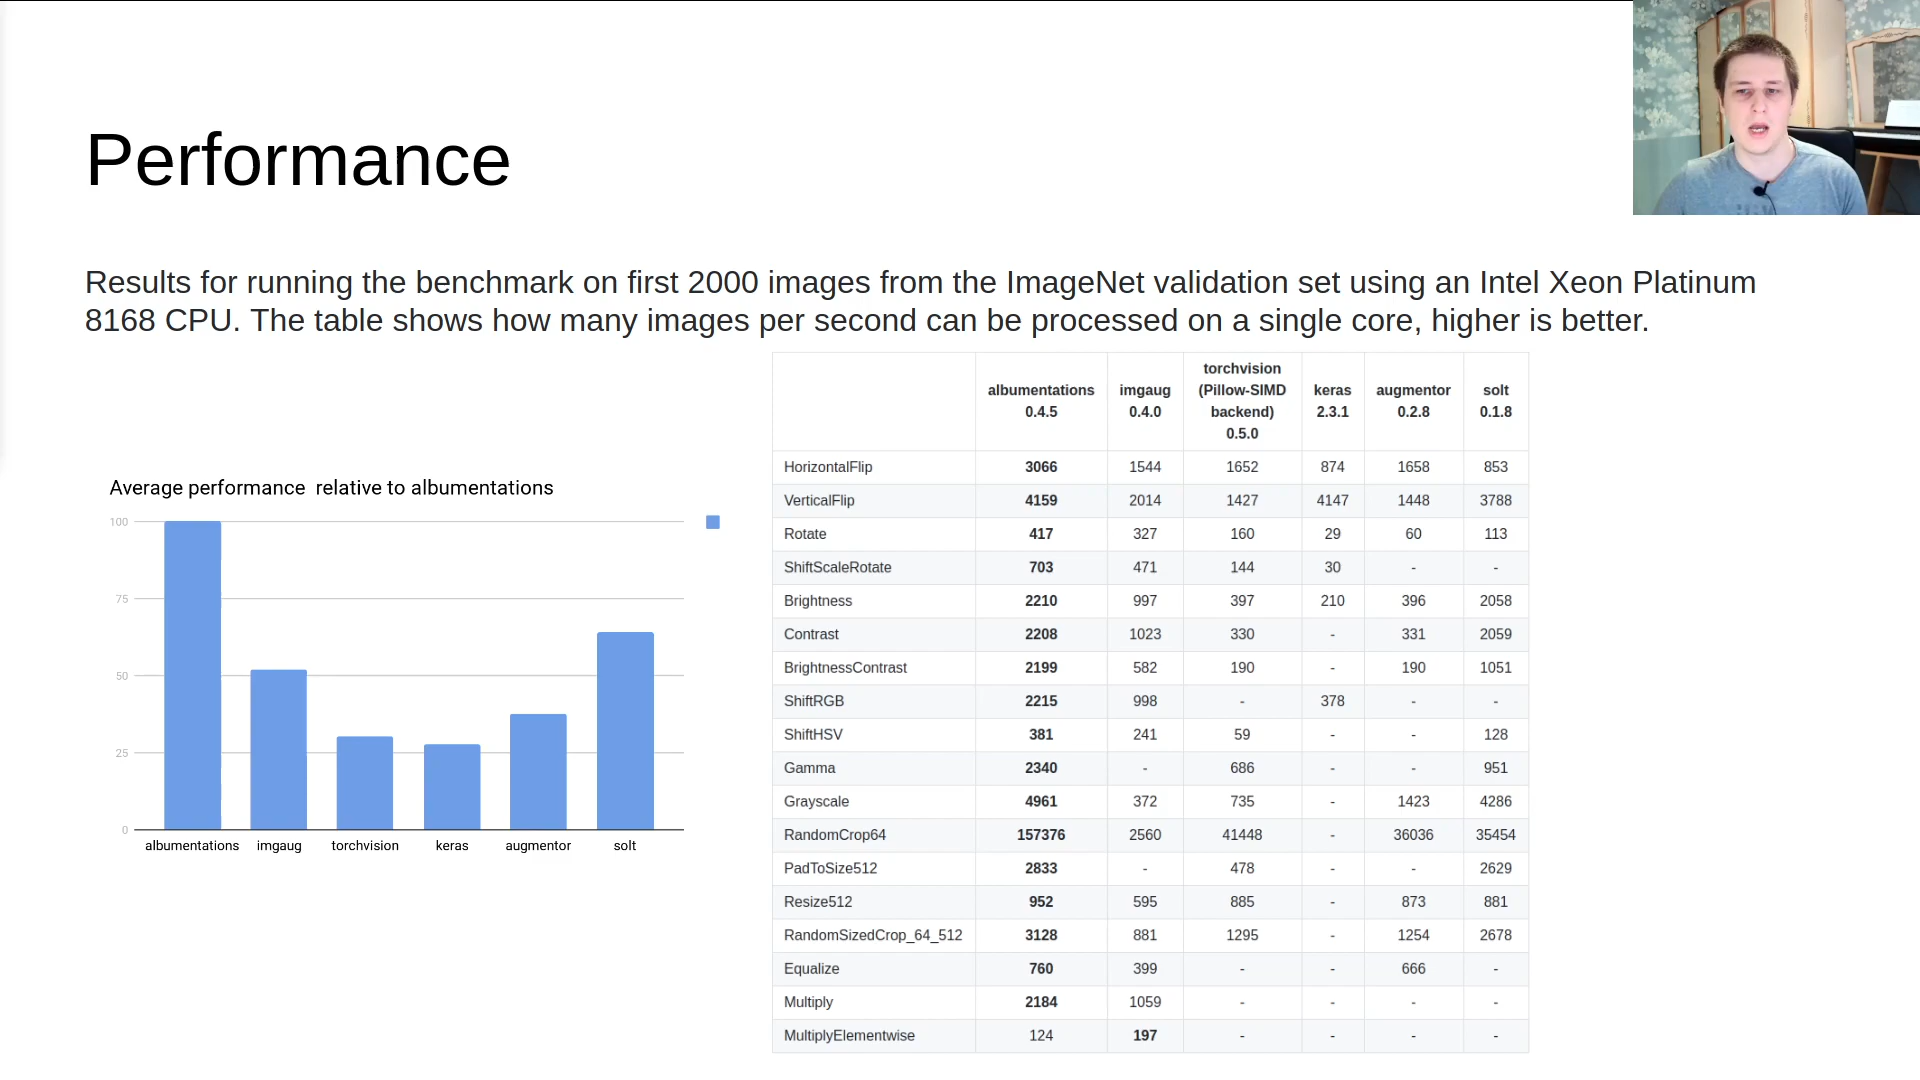 Performance
Results for running the benchmark on first 2000 images from the ImageNet validation set using an Intel Xeon Platinum
8168 CPU. The table shows how many images per second can be processed on a single core, higher is better.
Average performance relative to albumentations
100
75
50
25
0
albumentations imgaug torchvision keras augmentor solt
albumentations 0.4.5 imgaug 0.4.0 torchvision (Pillow-SIMD backend) 0.5.0 keras 2.3.1 augmentor 0.2.8 solt 0.1.8
HorizontalFlip 3066 1544 1652 874 1658 853
VerticalFlip 4159 2014 1427 4147 1448 3788
Rotate 417 327 160 29 60 113
ShiftScaleRotate 703 471 144 30 - -
Brightness 2210 997 397 210 396 2058
Contrast 2208 1023 330 - 331 2059
BrightnessContrast 2199 582 190 - 190 1051
ShiftRGB 2215 998 - 378 - -
ShiftHSV 381 241 59 - - 128
Gamma 2340 - 686 - - 951
Grayscale 4961 372 735 - 1423 4286
RandomCrop64 157376 2560 41448 - 36036 35454
PadToSize512 2833 - 478 - - 2629
Resize512 952 595 885 - 873 881
RandomSizedCrop_64_512 3128 881 1295 - 1254 2678
Equalize 760 399 - - 666 -
Multiply 2184 1059 - - - -
MultiplyElementwise 124 197 - - - -